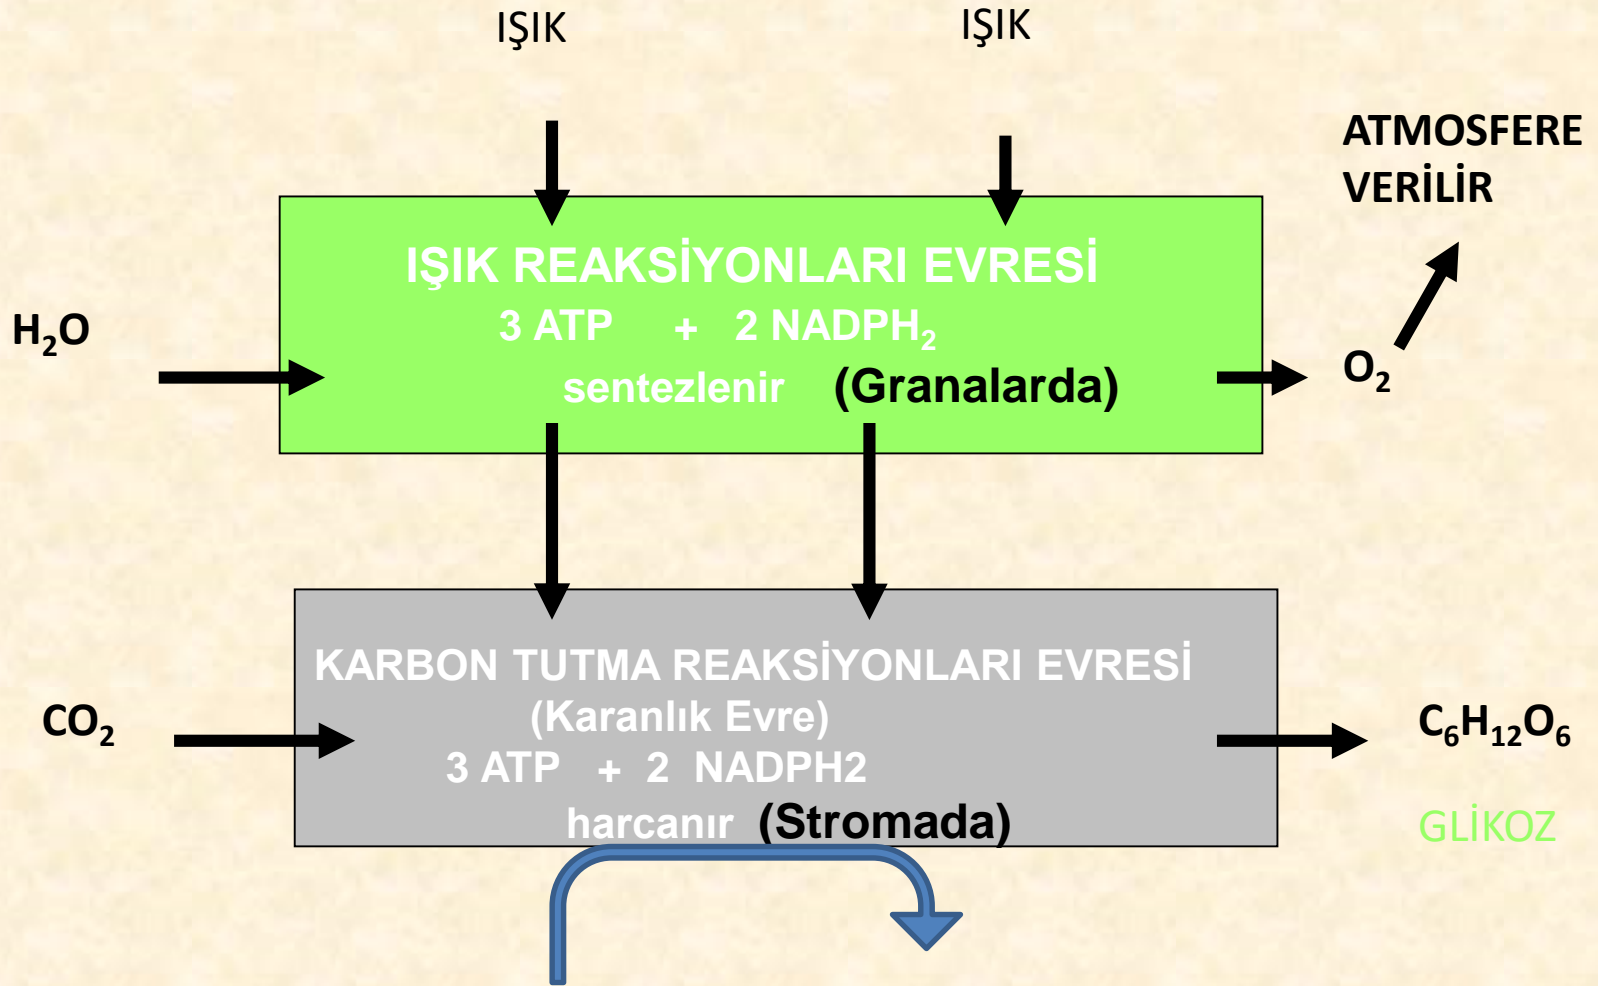 IŞIK
IŞIK
ATMOSFERE
VERİLİR
IŞIK REAKSİYONLARI EVRESİ
3 ATP + 2 NADPH₂
sentezlenir (Granalarda)
H₂O
O₂
KARBON TUTMA REAKSİYONLARI EVRESİ
(Karanlık Evre)
3 ATP + 2 NADPH2
harcanır (Stromada)
CO₂
C₆H₁₂O₆
GLİKOZ